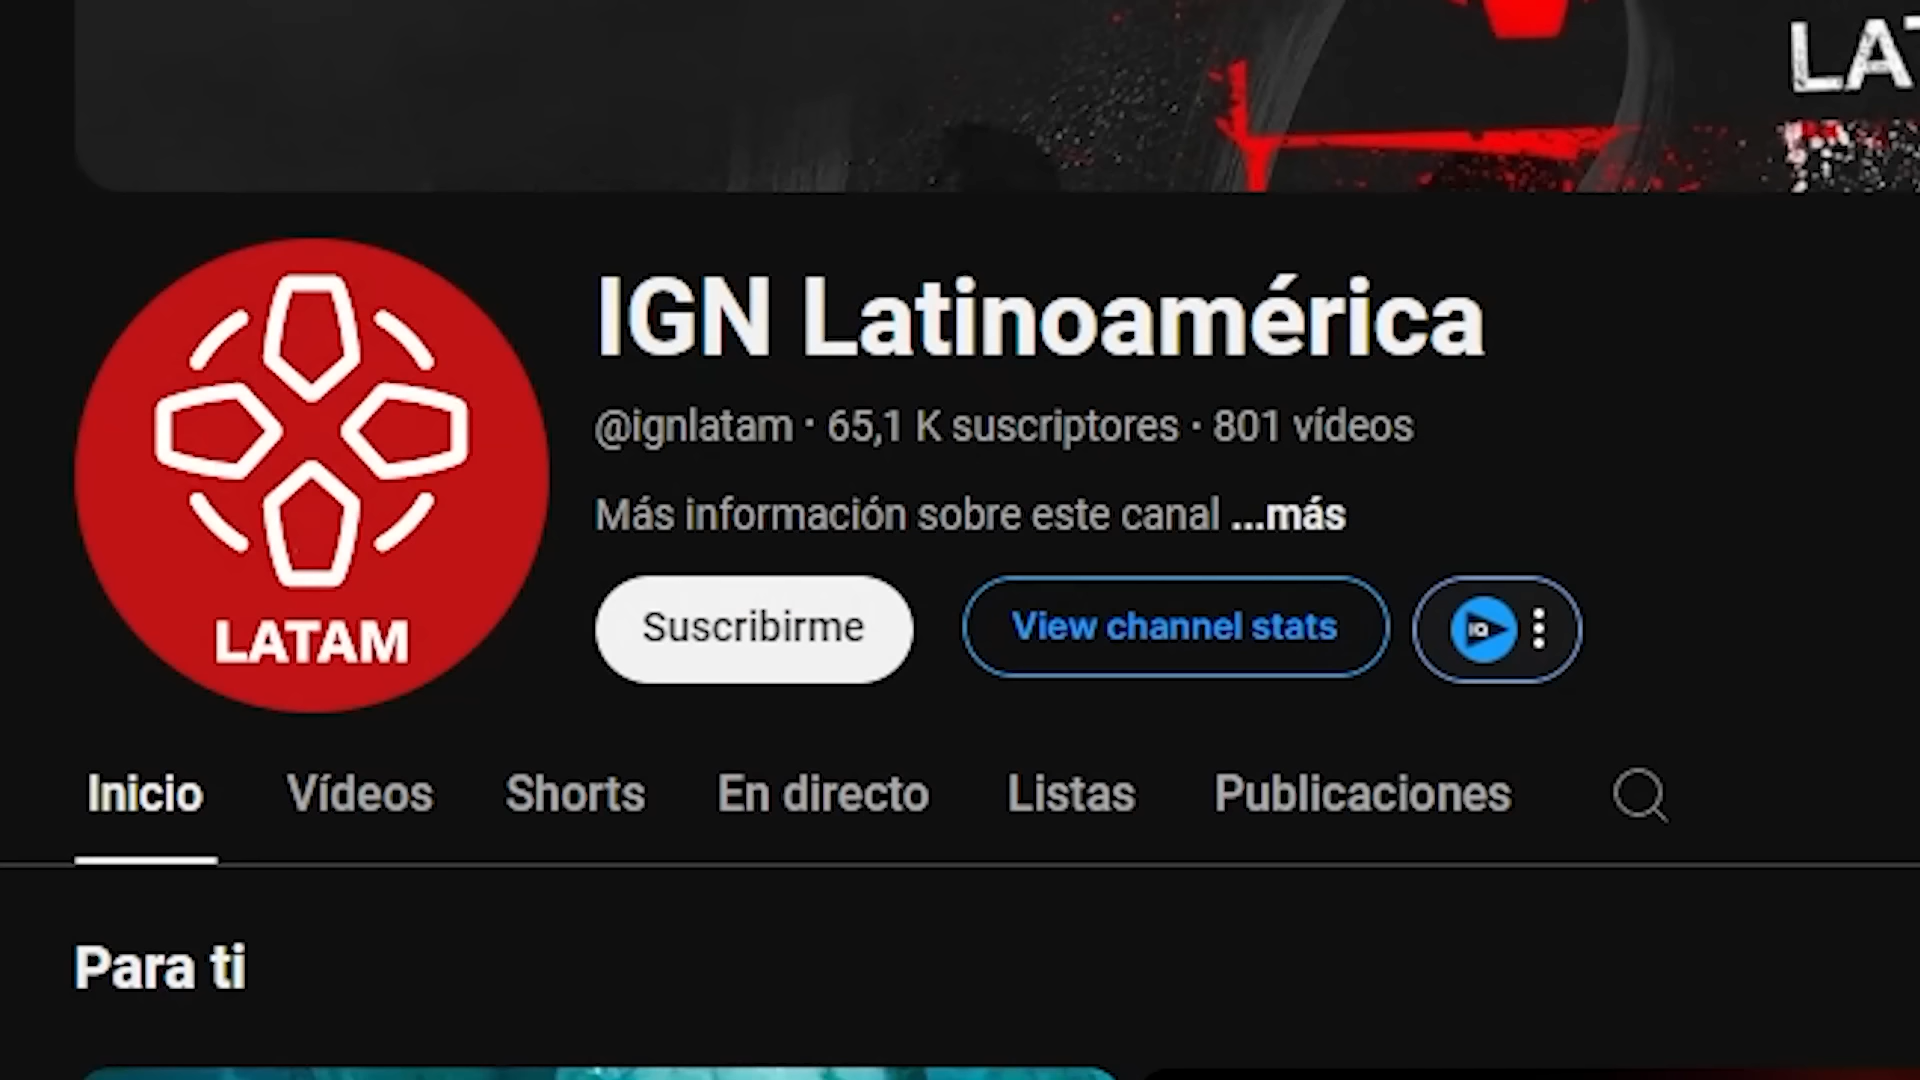 LATAM
IGN Latinoamérica
@ignlatam · 65,1 K suscriptores · 801 vídeos
Más información sobre este canal ...más
Suscribirme
View channel stats
IQ
Inicio
Vídeos
Shorts
En directo
Listas
Publicaciones
Para ti